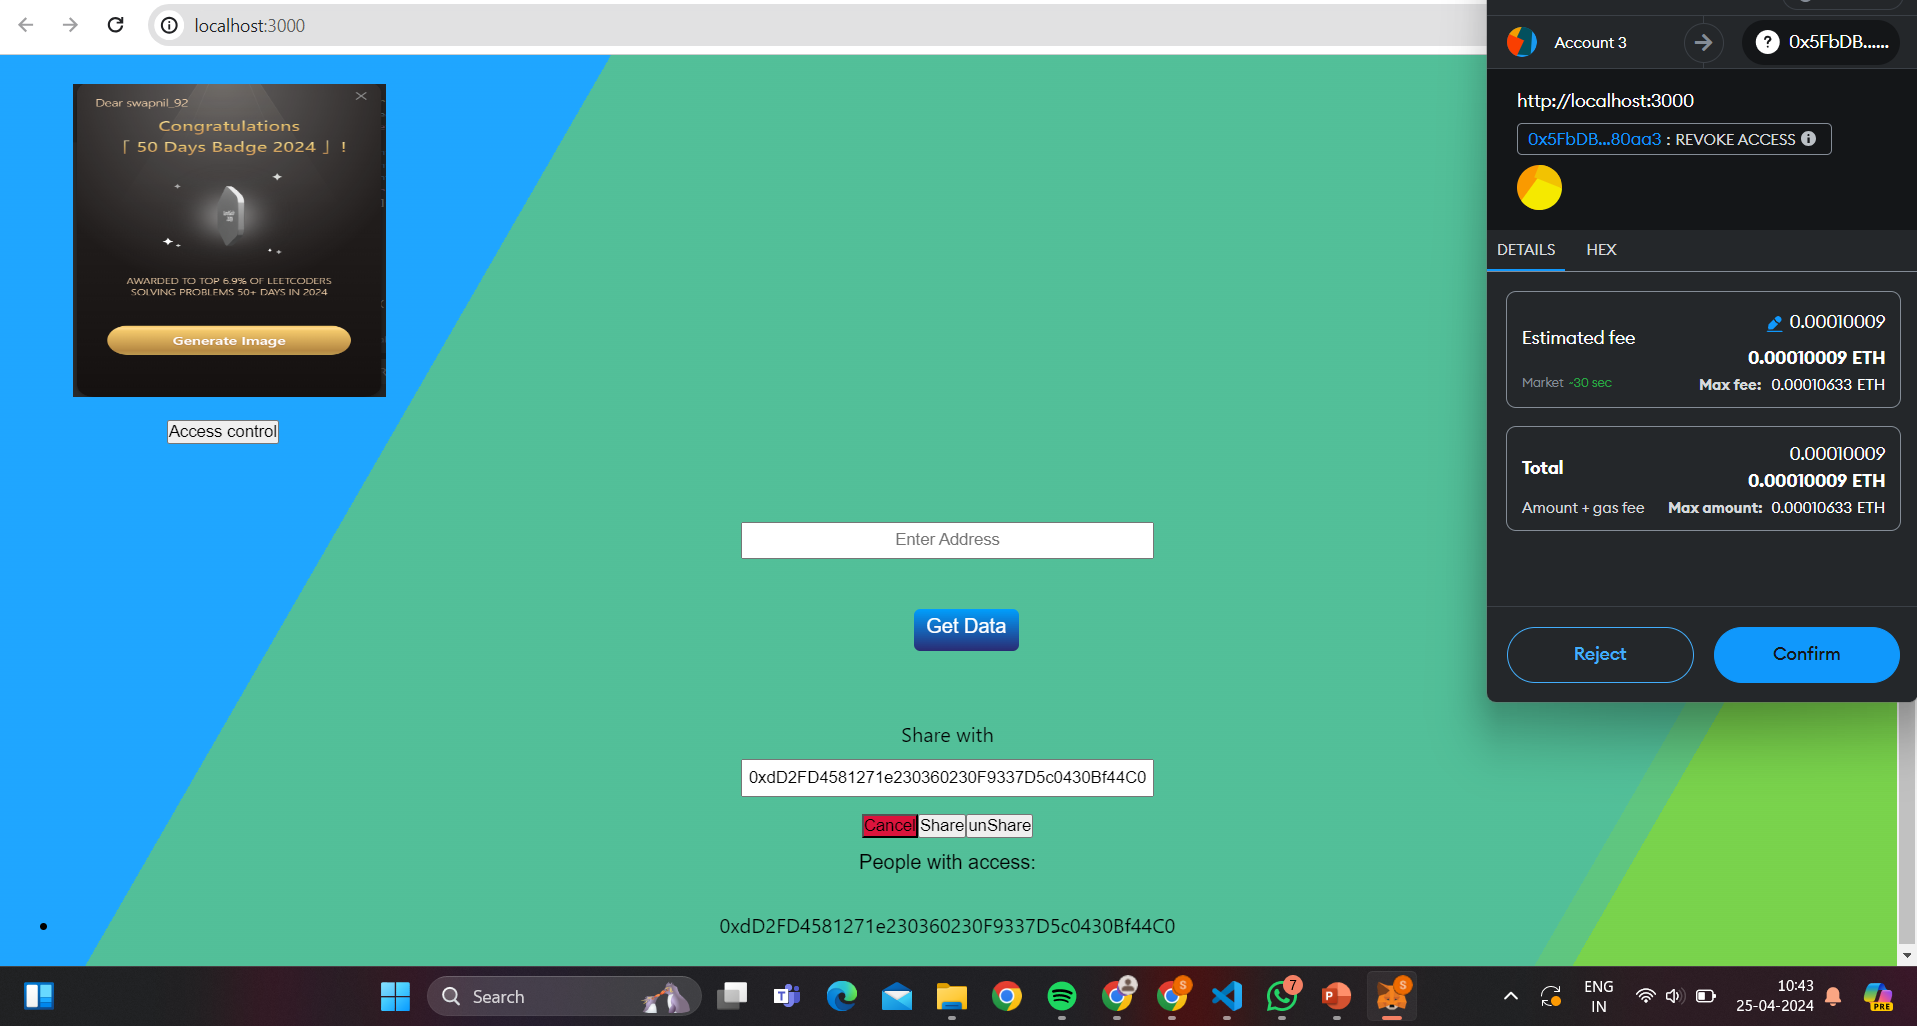 localhost:3000
Dear swapnil_92
Congratulations
「 50 Days Badge 2024 」 !
AWARDED TO TOP 6.9% OF LEETCODERS
SOLVING PROBLEMS 50+ DAYS IN 2024
Generate Image
Access control
Enter Address
Get Data
Share with
0xdD2FD4581271e230360230F9337D5c0430Bf44C0
Cancel Share unShare
People with access:
0xdD2FD4581271e230360230F9337D5c0430Bf44C0
Account 3
0x5FbDB......
http://localhost:3000
0x5FbDB...80aa3 : REVOKE ACCESS
DETAILS HEX
Estimated fee
0.00010009
0.00010009 ETH
Market ~30 sec
Max fee: 0.00010633 ETH
Total
0.00010009
0.00010009 ETH
Amount + gas fee
Max amount: 0.00010633 ETH
Reject
Confirm
Search
S
7
S
ENG
IN
10:43
25-04-2024
PRE